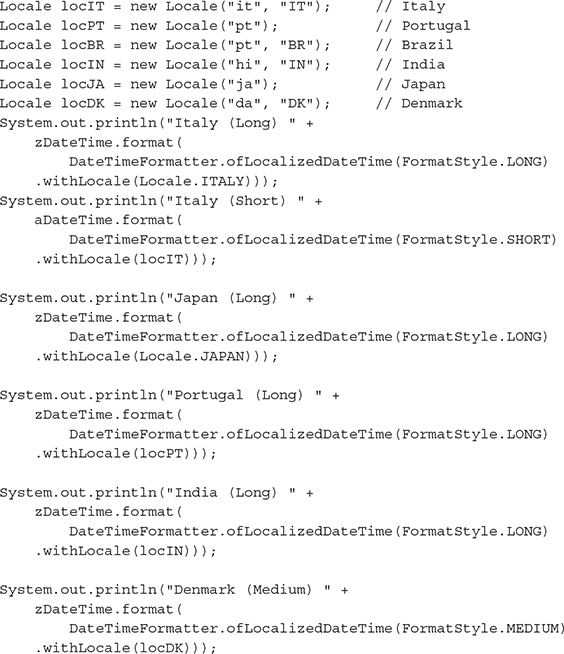 Locale locIT = new Locale("it", "IT");     // Italy
Locale locPT = new Locale("pt");           // Portugal
Locale locBR = new Locale("pt", "BR");     // Brazil
Locale locIN = new Locale("hi", "IN");     // India
Locale locJA = new Locale("ja");           // Japan
Locale locDK = new Locale("da", "DK");     // Denmark
System.out.println("Italy (Long) " +
    zDateTime.format(
        DateTimeFormatter.ofLocalizedDateTime(FormatStyle.LONG)
    .withLocale(Locale.ITALY)));
System.out.println("Italy (Short) " +
    aDateTime.format(
        DateTimeFormatter.ofLocalizedDateTime(FormatStyle.SHORT)
    .withLocale(locIT)));

System.out.println("Japan (Long) " +
    zDateTime.format(
        DateTimeFormatter.ofLocalizedDateTime(FormatStyle.LONG)
    .withLocale(Locale.JAPAN)));

System.out.println("Portugal (Long) " +
    zDateTime.format(
        DateTimeFormatter.ofLocalizedDateTime(FormatStyle.LONG)
    .withLocale(locPT)));

System.out.println("India (Long) " +
    zDateTime.format(
        DateTimeFormatter.ofLocalizedDateTime(FormatStyle.LONG)
    .withLocale(locIN)));

System.out.println("Denmark (Medium) " +
    zDateTime.format(
        DateTimeFormatter.ofLocalizedDateTime(FormatStyle.MEDIUM)
    .withLocale(locDK)));